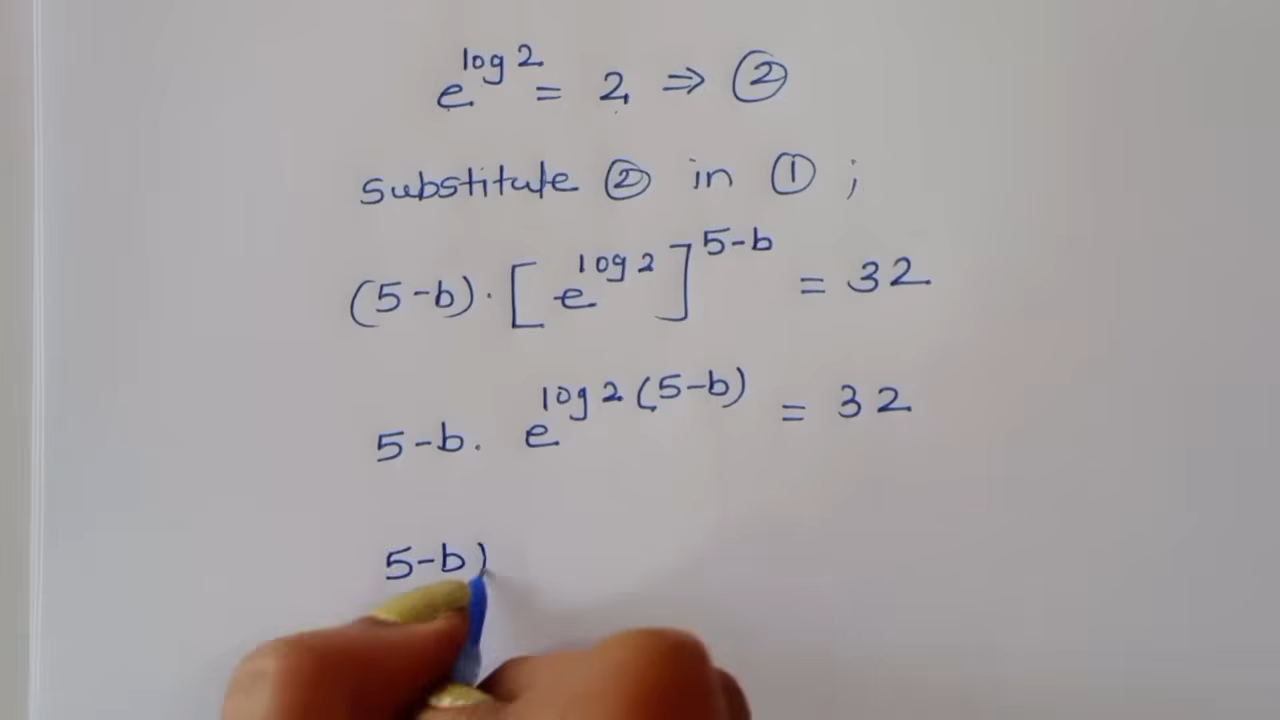 e^{log 2} = 2 ⇒ ②
substitute ② in ① ;
(5-b) · [e^{log 2}]^{5-b} = 32
5-b. e^{log 2 (5-b)} = 32
5-b)